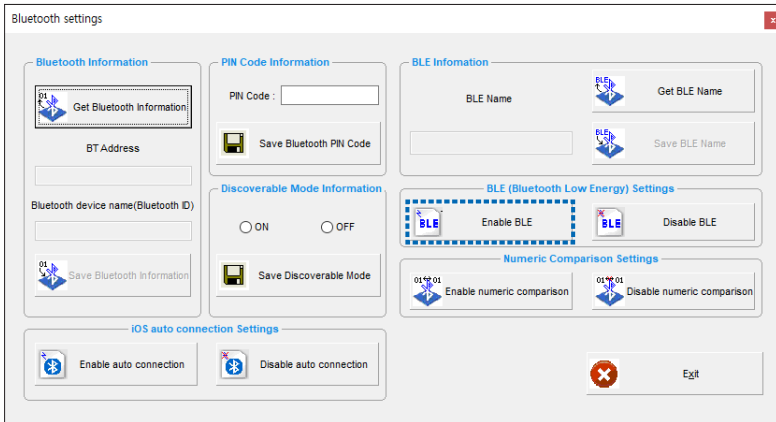 Bluetooth settings
x
Bluetooth Information
01
Get Bluetooth Information
BT Address
Bluetooth device name(Bluetooth ID)
01
Save Bluetooth Information
PIN Code Information
PIN Code :
Save Bluetooth PIN Code
Discoverable Mode Information
ON OFF
Save Discoverable Mode
BLE Infomation
BLE Name
BLE
Get BLE Name
BLE
Save BLE Name
BLE (Bluetooth Low Energy) Settings
BLE
Enable BLE
BLE
Disable BLE
Numeric Comparison Settings
01 01
Enable numeric comparison
01 01
Disable numeric comparison
iOS auto connection Settings
Enable auto connection
Disable auto connection
Exit